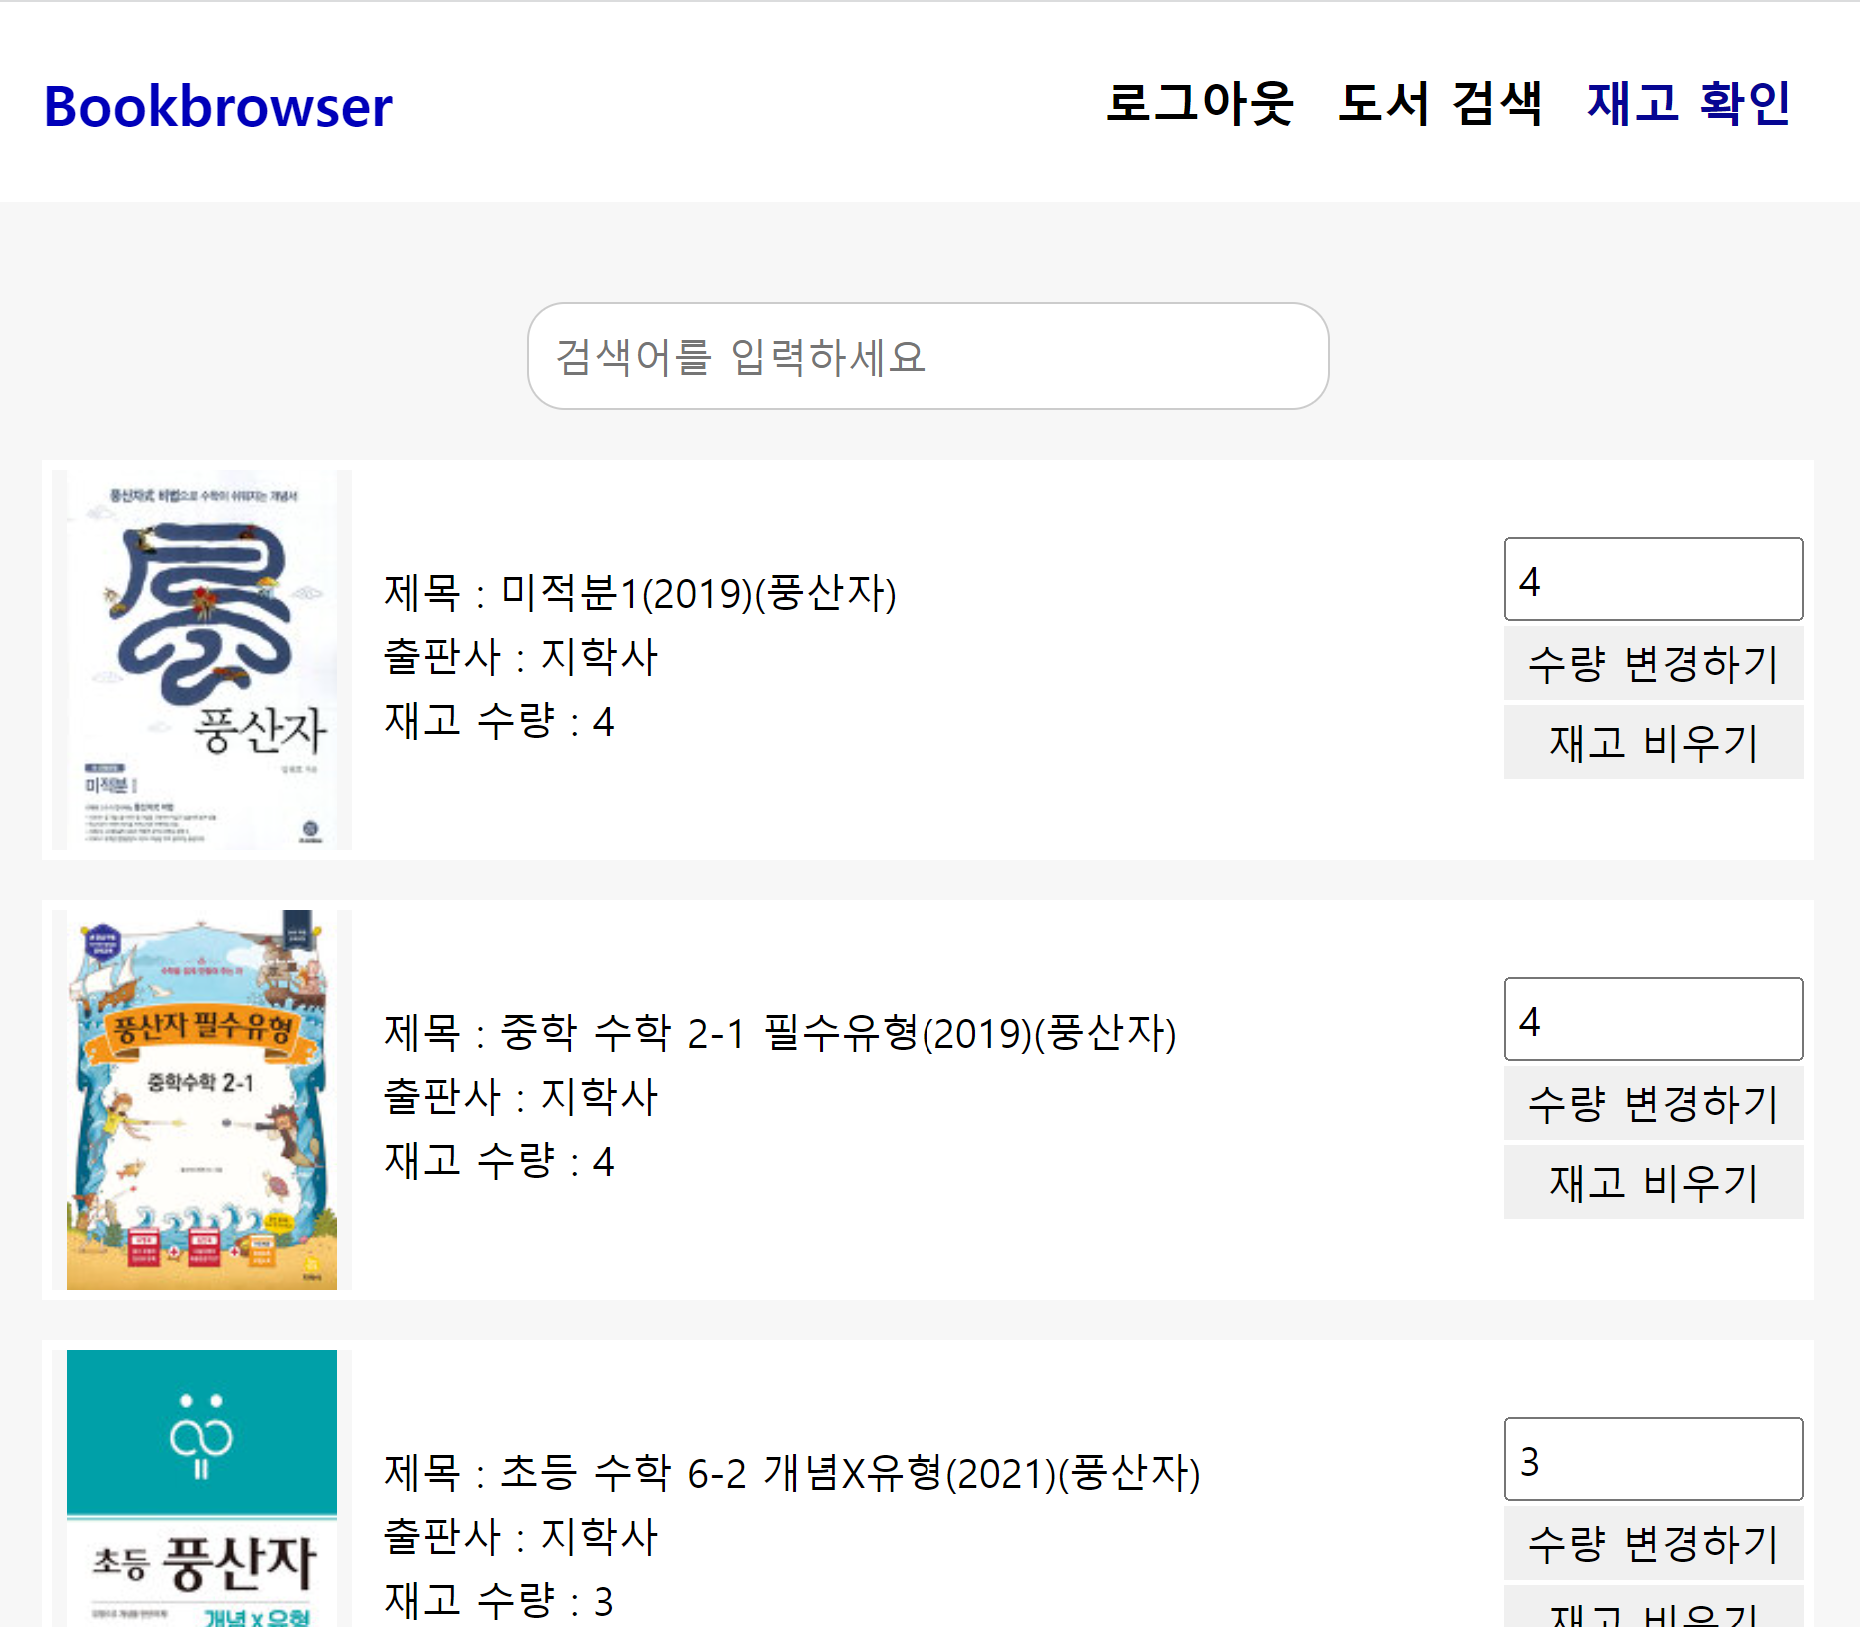 Bookbrowser
로그아웃 도서 검색 재고 확인
검색어를 입력하세요
풍산자式 비법으로 수학이 쉬워지는 개념서
풍산자
미적분 I
제목 : 미적분1(2019)(풍산자)
출판사 : 지학사
재고 수량 : 4
4
수량 변경하기
재고 비우기
풍산자 필수유형
중학수학 2-1
제목 : 중학 수학 2-1 필수유형(2019)(풍산자)
출판사 : 지학사
재고 수량 : 4
4
수량 변경하기
재고 비우기
초등 풍산자
개념X유형
제목 : 초등 수학 6-2 개념X유형(2021)(풍산자)
출판사 : 지학사
재고 수량 : 3
3
수량 변경하기
재고 비우기